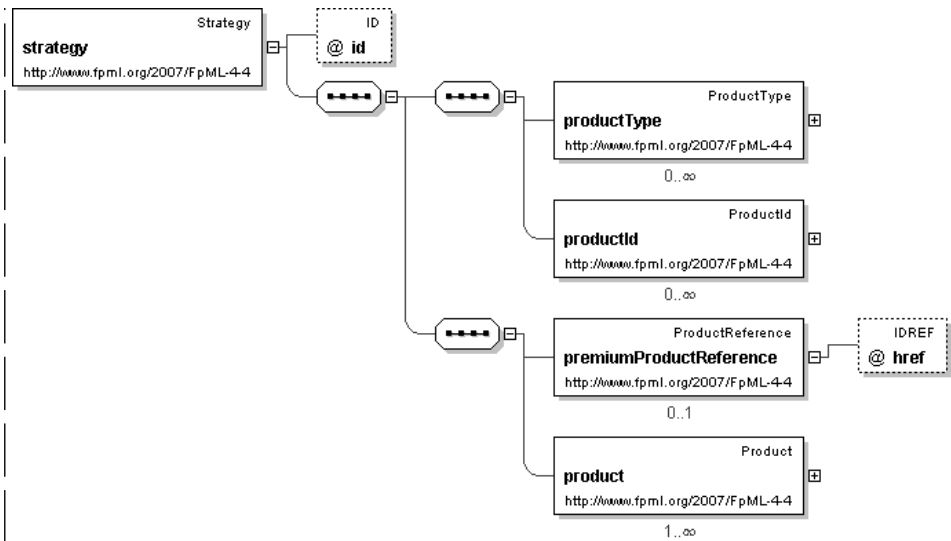 Strategy
strategy
http://www.fpml.org/2007/FpML-4-4
ID
@ id
ProductType
productType
http://www.fpml.org/2007/FpML-4-4
0..∞
ProductId
productId
http://www.fpml.org/2007/FpML-4-4
0..∞
ProductReference
premiumProductReference
http://www.fpml.org/2007/FpML-4-4
0..1
IDREF
@ href
Product
product
http://www.fpml.org/2007/FpML-4-4
1..∞